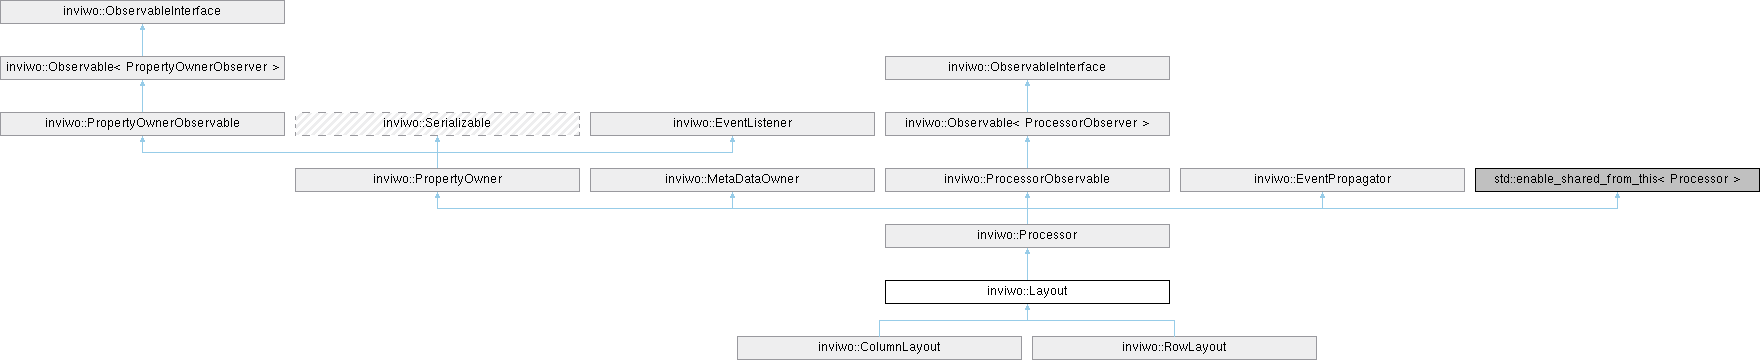 inviwo::ObservableInterface
inviwo::Observable< PropertyOwnerObserver >
inviwo::ObservableInterface
inviwo::PropertyOwnerObservable
inviwo::Serializable
inviwo::EventListener
inviwo::Observable< ProcessorObserver >
inviwo::PropertyOwner
inviwo::MetaDataOwner
inviwo::ProcessorObservable
inviwo::EventPropagator
std::enable_shared_from_this< Processor >
inviwo::Processor
inviwo::Layout
inviwo::ColumnLayout
inviwo::RowLayout